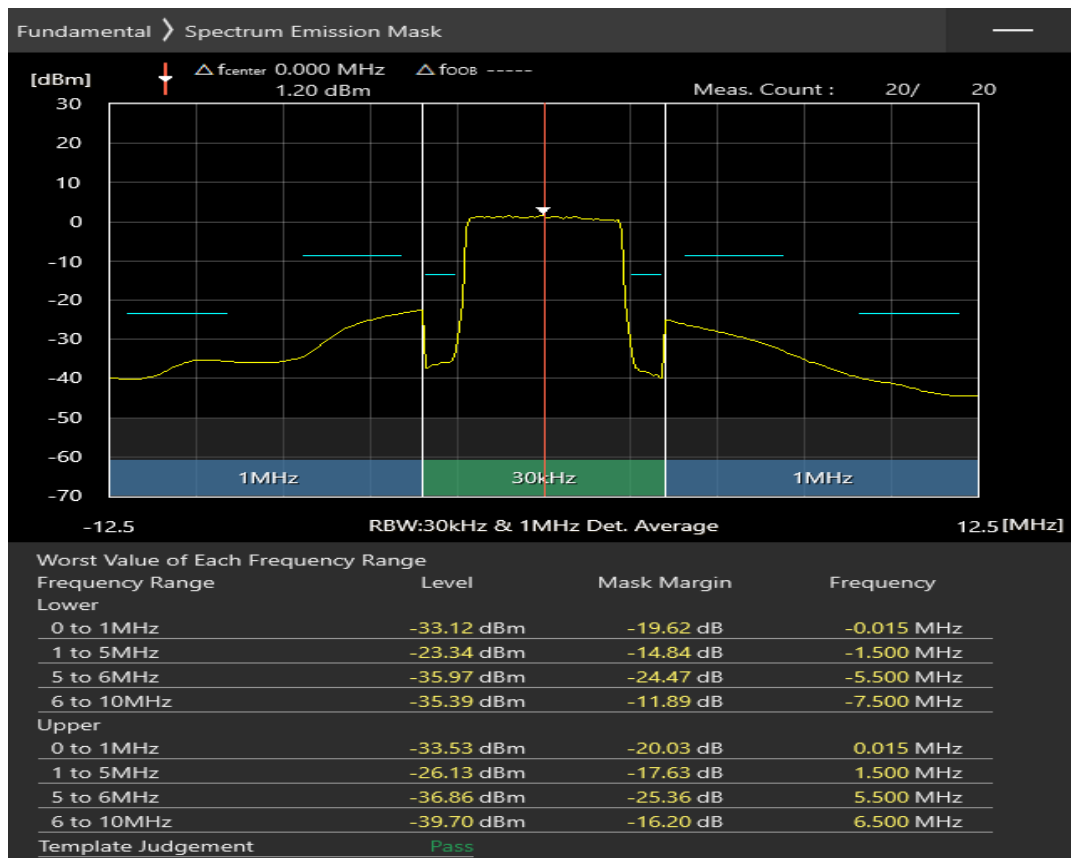 Fundamental ❯ Spectrum Emission Mask
[dBm] △ fcenter 0.000 MHz △ fOOB -----
1.20 dBm Meas. Count : 20/ 20
30
20
10
0
-10
-20
-30
-40
-50
-60
-70
1MHz 30kHz 1MHz
-12.5 RBW:30kHz & 1MHz Det. Average 12.5 [MHz]
Worst Value of Each Frequency Range
Frequency Range Level Mask Margin Frequency
Lower
0 to 1MHz -33.12 dBm -19.62 dB -0.015 MHz
1 to 5MHz -23.34 dBm -14.84 dB -1.500 MHz
5 to 6MHz -35.97 dBm -24.47 dB -5.500 MHz
6 to 10MHz -35.39 dBm -11.89 dB -7.500 MHz
Upper
0 to 1MHz -33.53 dBm -20.03 dB 0.015 MHz
1 to 5MHz -26.13 dBm -17.63 dB 1.500 MHz
5 to 6MHz -36.86 dBm -25.36 dB 5.500 MHz
6 to 10MHz -39.70 dBm -16.20 dB 6.500 MHz
Template Judgement Pass